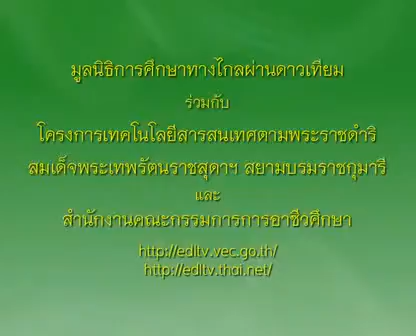 มูลนิธิการศึกษาทางไกลผ่านดาวเทียม
ร่วมกับ
โครงการเทคโนโลยีสารสนเทศตามพระราชดำริ
สมเด็จพระเทพรัตนราชสุดาฯ สยามบรมราชกุมารี
และ
สำนักงานคณะกรรมการการอาชีวศึกษา
http://edltv.vec.go.th/
http://edltv.thai.net/